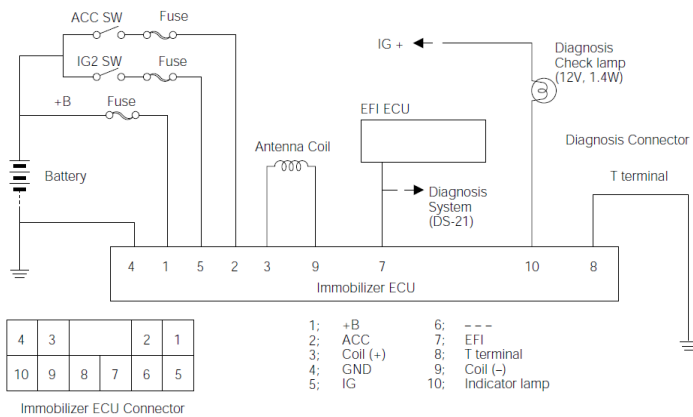 ACC SW
Fuse
IG2 SW
Fuse
+B
Fuse
IG +
Diagnosis
Check lamp
(12V, 1.4W)
EFI ECU
Antenna Coil
Diagnosis Connector
Battery
T terminal
Diagnosis
System
(DS-21)
4 1 5 2 3 9 7 10 8
Immobilizer ECU
4 3 2 1
10 9 8 7 6 5
Immobilizer ECU Connector
1; +B
2; ACC
3; Coil (+)
4; GND
5; IG
6; – – –
7; EFI
8; T terminal
9; Coil (–)
10; Indicator lamp